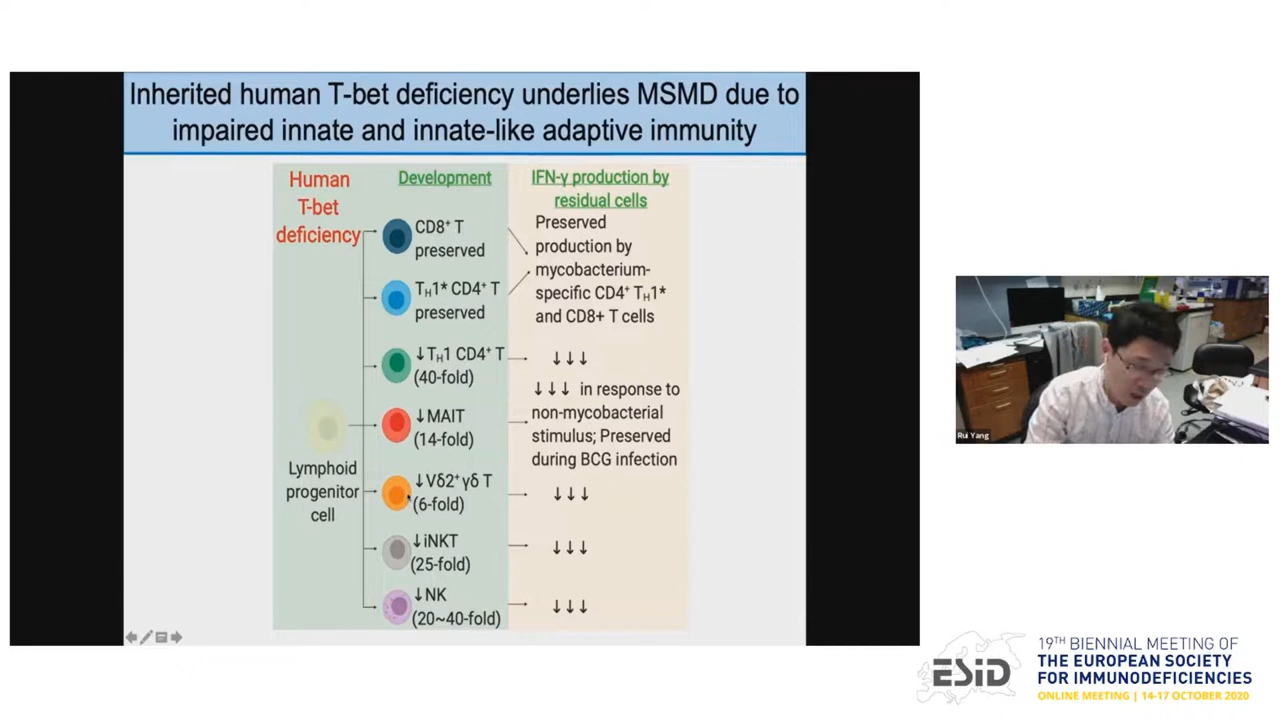 Inherited human T-bet deficiency underlies MSMD due to
impaired innate and innate-like adaptive immunity
Human
T-bet
deficiency
Development
IFN-γ production by
residual cells
CD8⁺ T
preserved
T_H1* CD4⁺ T
preserved
Preserved
production by
mycobacterium-
specific CD4⁺ T_H1*
and CD8+ T cells
↓T_H1 CD4⁺ T
(40-fold)
↓↓↓
↓MAIT
(14-fold)
↓↓↓ in response to
non-mycobacterial
stimulus; Preserved
during BCG infection
Lymphoid
progenitor
cell
↓Vδ2⁺ γδ T
(6-fold)
↓↓↓
↓iNKT
(25-fold)
↓↓↓
↓NK
(20~40-fold)
↓↓↓
Rui Yang
ESID
19TH BIENNIAL MEETING OF
THE EUROPEAN SOCIETY
FOR IMMUNODEFICIENCIES
ONLINE MEETING | 14-17 OCTOBER 2020